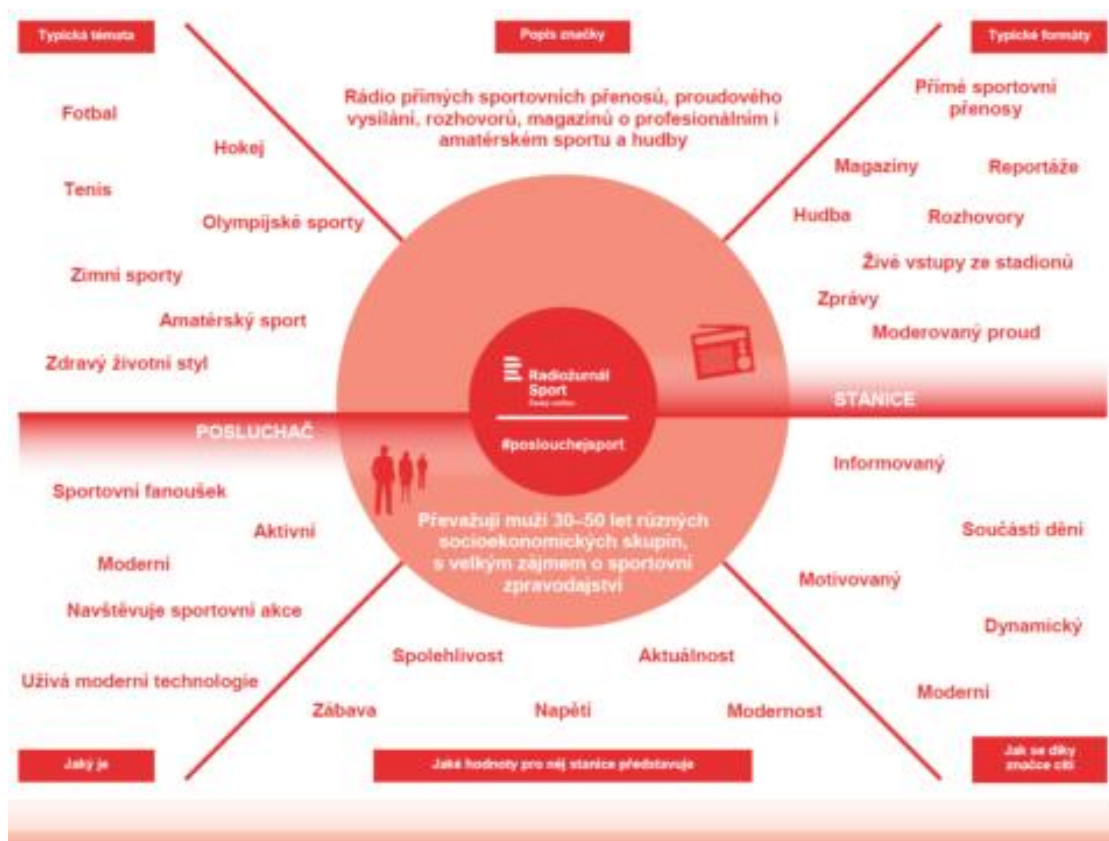 Typická témata
Popis značky
Typické formáty
Fotbal
Hokej
Tenis
Olympijské sporty
Zimní sporty
Amatérský sport
Zdravý životní styl
Rádio přímých sportovních přenosů, proudového
vysílání, rozhovorů, magazínů o profesionálním i
amatérském sportu a hudby
Přímé sportovní
přenosy
Magazíny
Reportáže
Hudba
Rozhovory
Živé vstupy ze stadionů
Zprávy
Moderovaný proud
Radiožurnál
Sport
Český rozhlas
#poslouchejsport
STANICE
POSLUCHAČ
Sportovní fanoušek
Aktivní
Moderní
Navštěvuje sportovní akce
Užívá moderní technologie
Převažují muži 30–50 let různých
socioekonomických skupin,
s velkým zájmem o sportovní
zpravodajství
Informovaný
Součástí dění
Motivovaný
Dynamický
Moderní
Spolehlivost
Aktuálnost
Zábava
Napětí
Modernost
Jaký je
Jaké hodnoty pro něj stanice představuje
Jak se díky
značce cítí